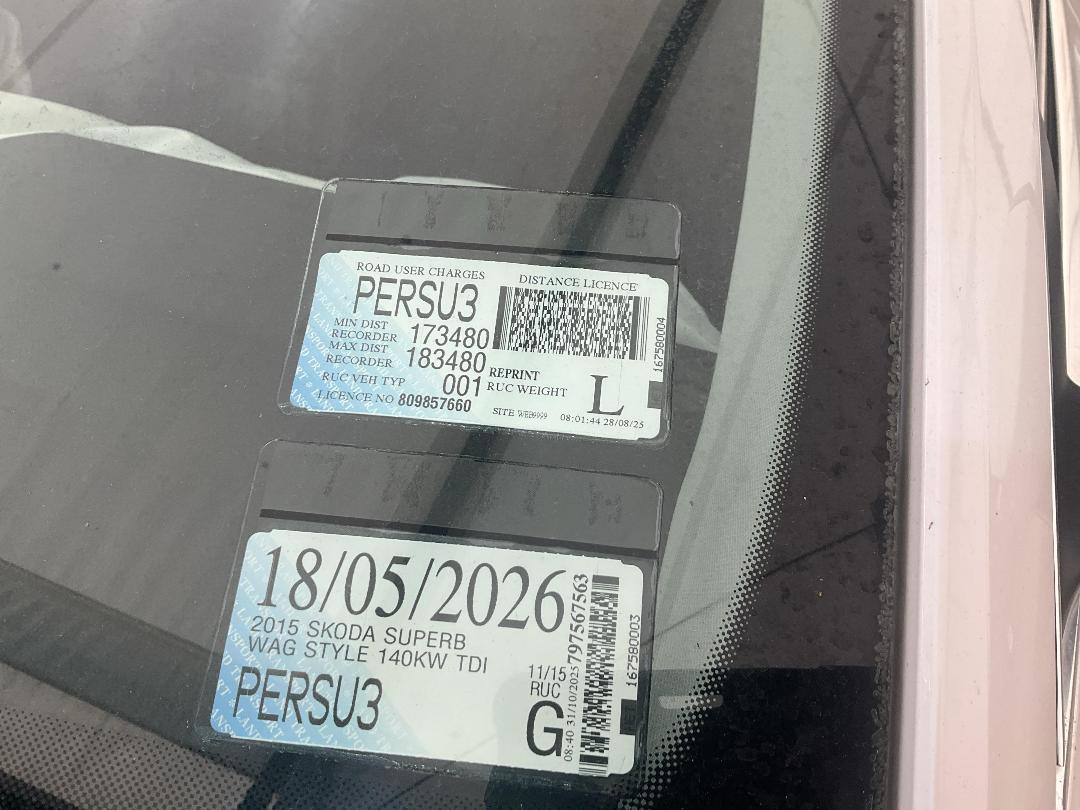 ROAD USER CHARGES DISTANCE LICENCE
PERSU3
MIN DIST
RECORDER 173480
MAX DIST
RECORDER 183480
REPRINT
RUC VEH TYP 001 RUC WEIGHT L
LICENCE NO 809857660
SITE WEB9999 08:01:44 28/08/25
167580004
18/05/2026
2015 SKODA SUPERB
WAG STYLE 140KW TDI
PERSU3
11/15
RUC
G
08:40 31/10/2025 797567563
167580003